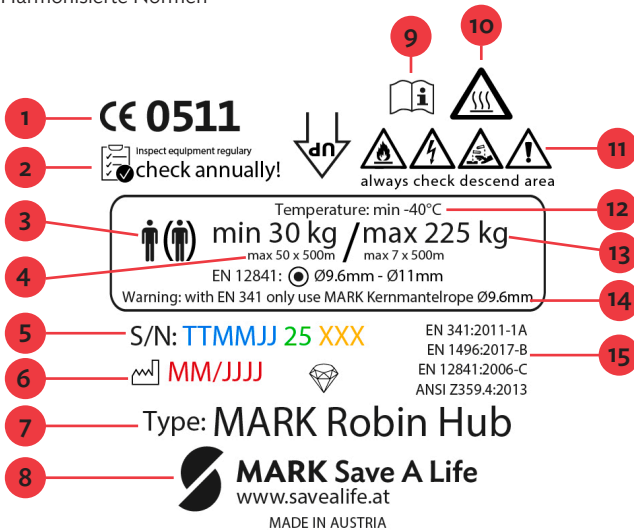 Harmonisierte Normen
9
10
1
CE 0511
2
Inspect equipment regulary
check annually!
UP
11
always check descend area
Temperature: min -40°C
12
3
min 30 kg / max 225 kg
13
4
max 50 x 500m
max 7 x 500m
EN 12841: Ø9.6mm - Ø11mm
Warning: with EN 341 only use MARK Kernmantelrope Ø9.6mm
14
5
S/N: TTMMJJ 25 XXX
EN 341:2011-1A
EN 1496:2017-B
EN 12841:2006-C
ANSI Z359.4:2013
15
6
MM/JJJJ
7
Type: MARK Robin Hub
8
MARK Save A Life
www.savealife.at
MADE IN AUSTRIA